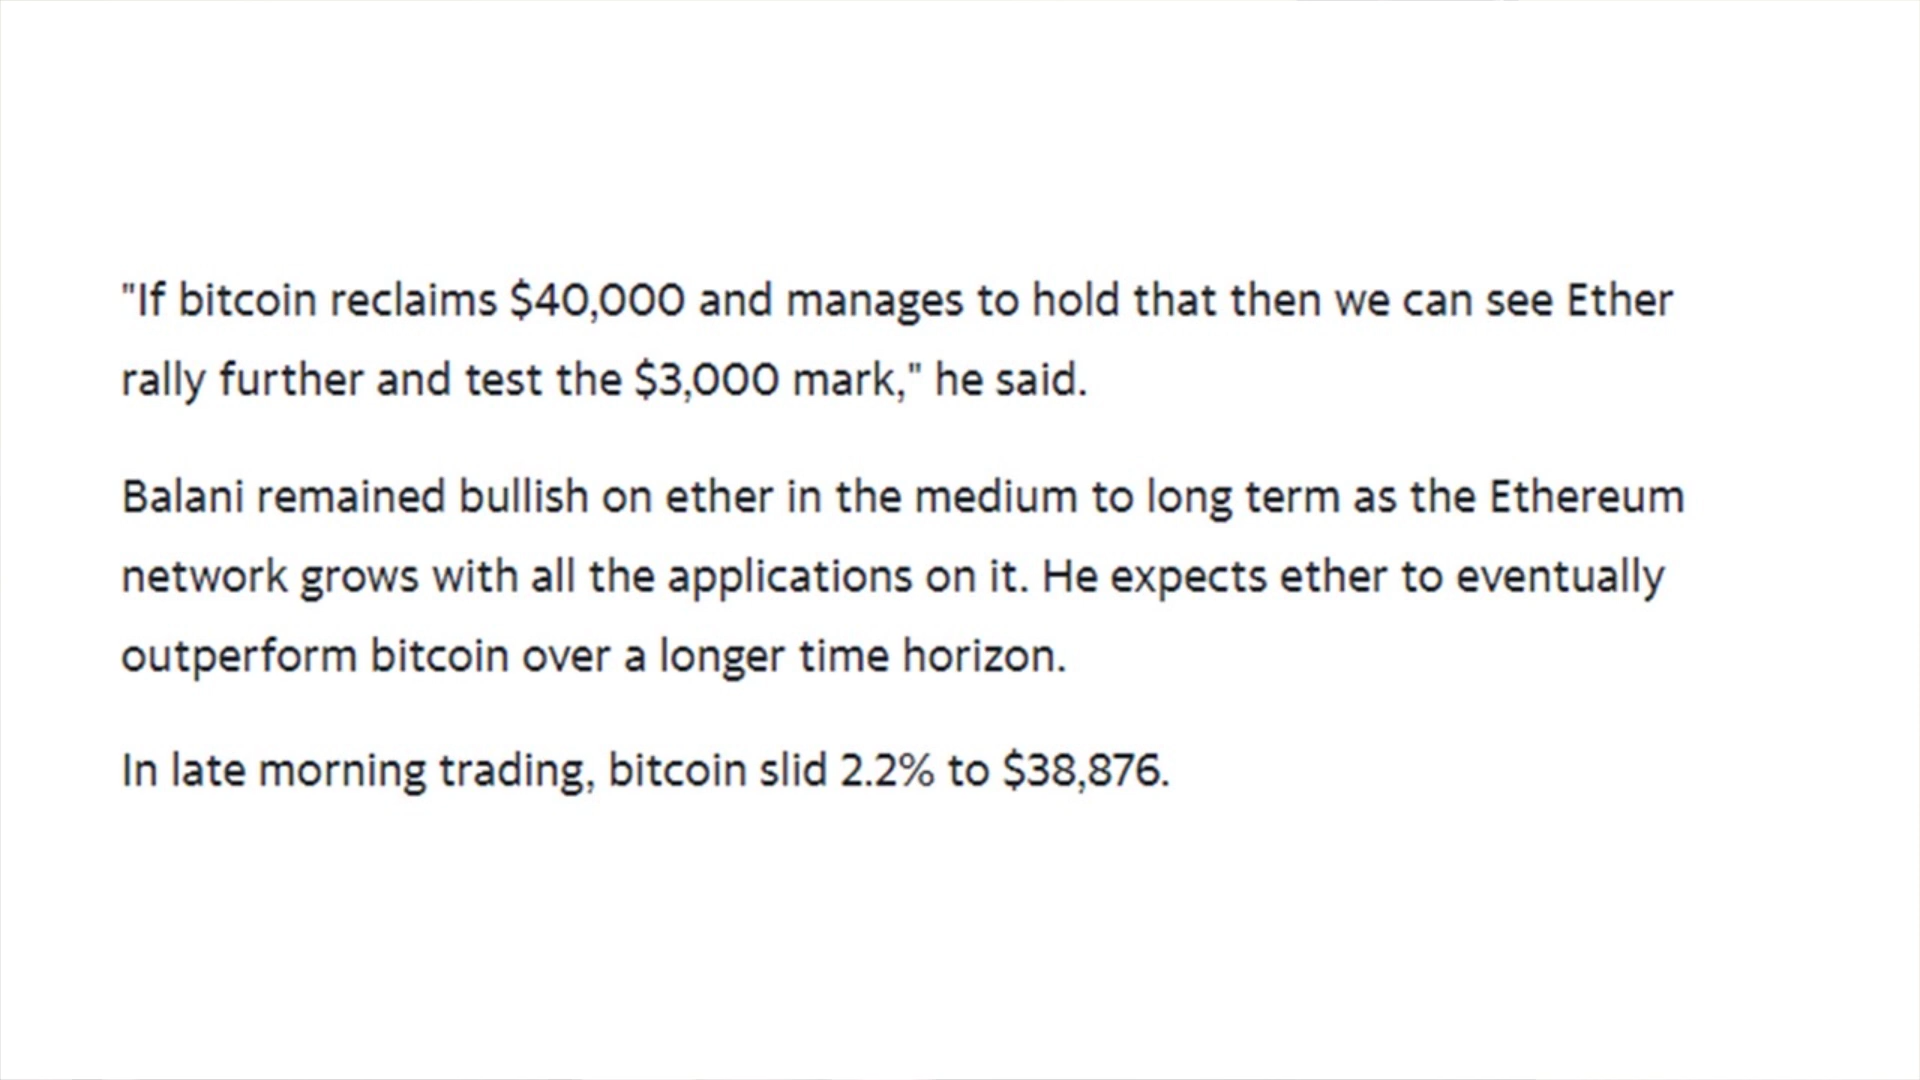 "If bitcoin reclaims $40,000 and manages to hold that then we can see Ether
rally further and test the $3,000 mark," he said.
Balani remained bullish on ether in the medium to long term as the Ethereum
network grows with all the applications on it. He expects ether to eventually
outperform bitcoin over a longer time horizon.
In late morning trading, bitcoin slid 2.2% to $38,876.